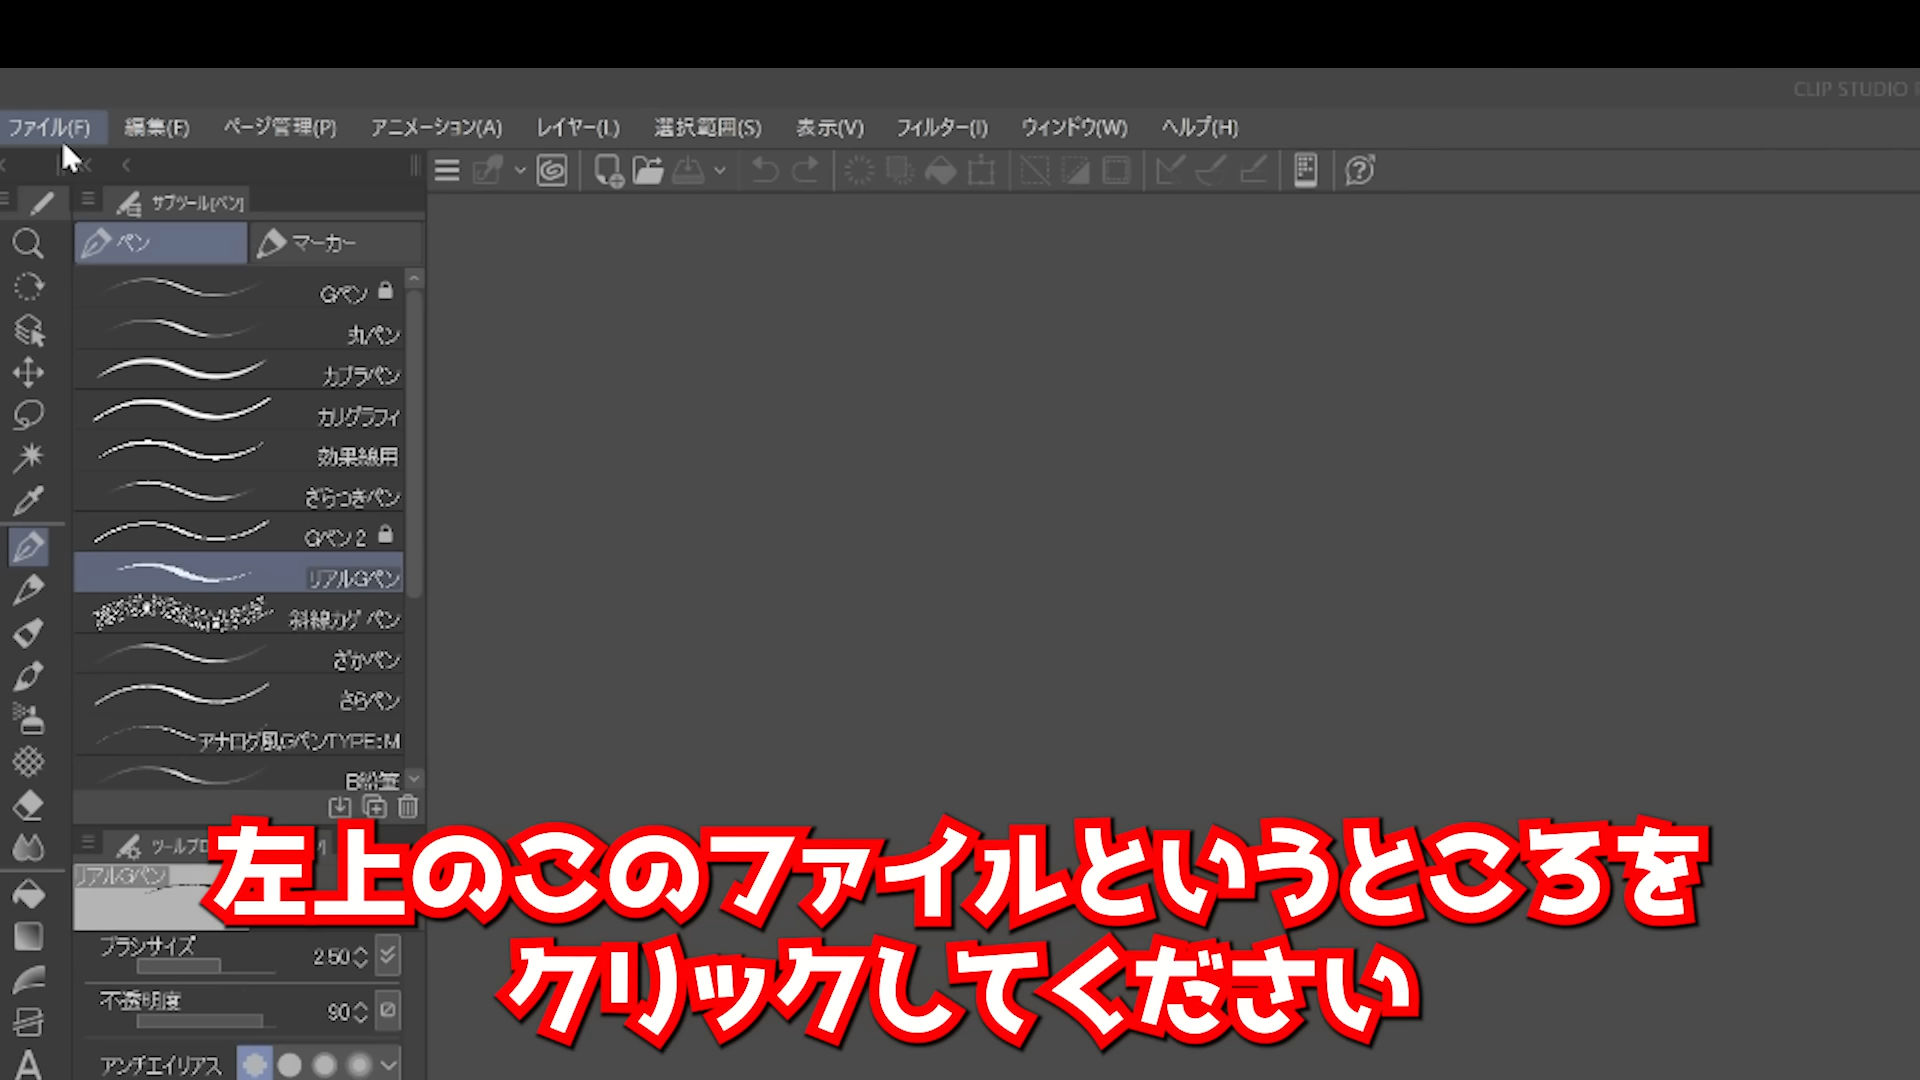 CLIP STUDIO
ファイル(F) 編集(E) ページ管理(P) アニメーション(A) レイヤー(L) 選択範囲(S) 表示(V) フィルター(I) ウィンドウ(W) ヘルプ(H)
サブツール[ペン]
ペン マーカー
Gペン
丸ペン
カブラペン
カリグラフィ
効果線用
ざらつきペン
Gペン 2
リアルGペン
斜線カゲ ペン
ざかペン
さらペン
アナログ風GペンTYPE:M
B鉛筆
ツールプロ
リアルGペン
左上のこのファイルというところを
クリックしてください
ブラシサイズ 2.50
不透明度 90
アンチエイリアス